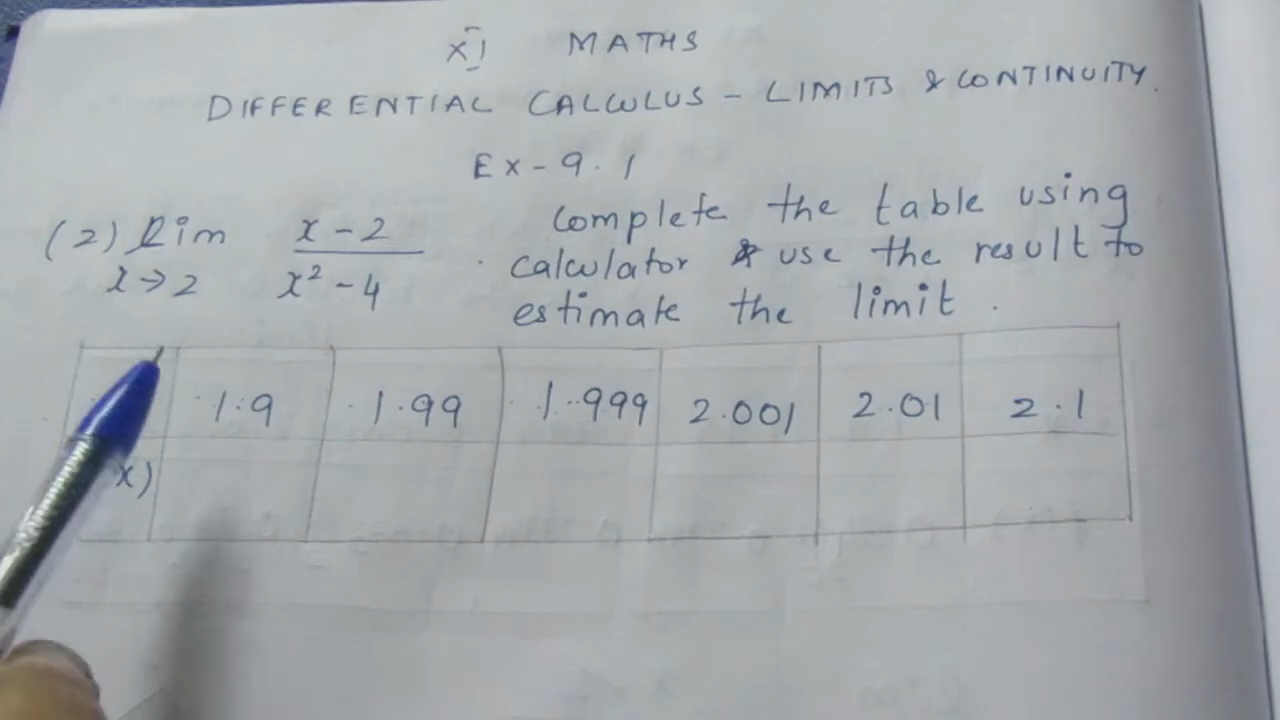 XI MATHS
DIFFERENTIAL CALCULUS - LIMITS & CONTINUITY.
Ex - 9.1
(2) Lim x→2 x-2 / x²-4 . Complete the table using
calculator & use the result to
estimate the limit.
1.9 1.99 1.999 2.001 2.01 2.1
x)